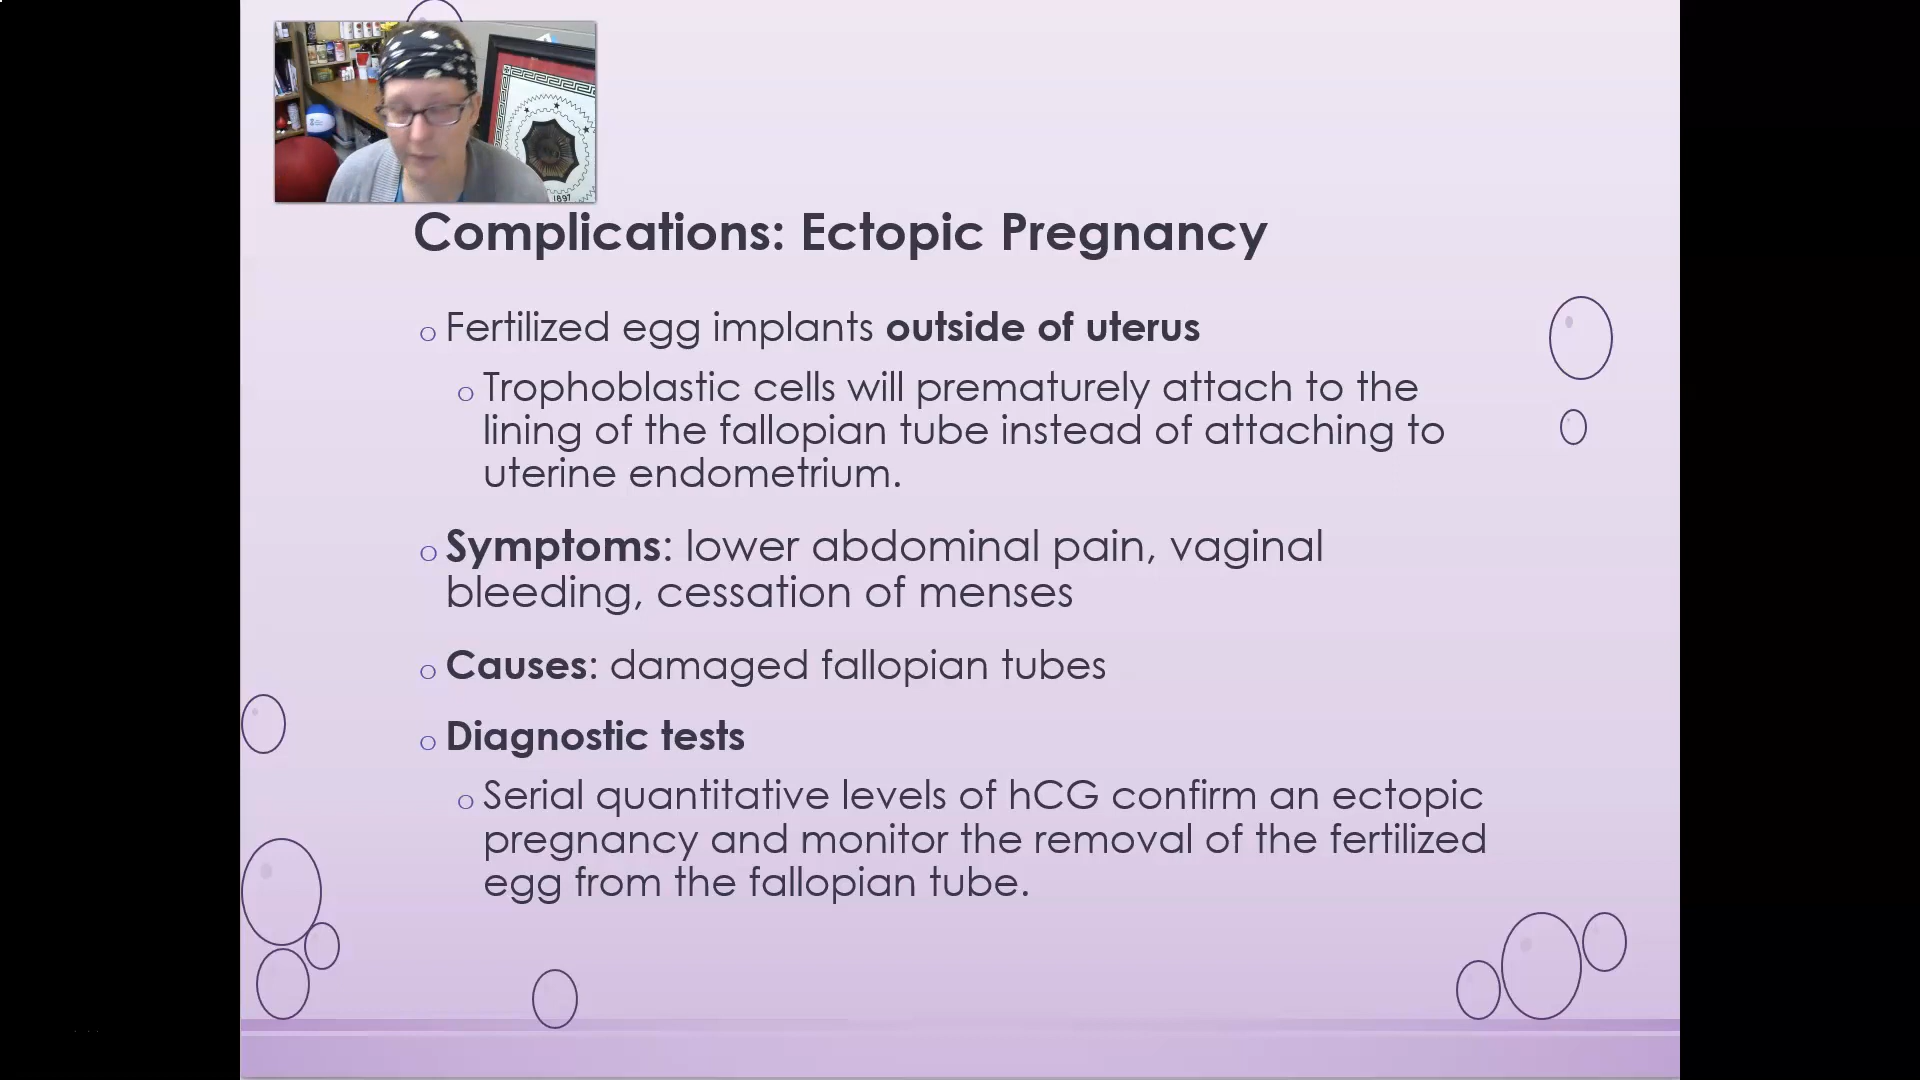 1897
Complications: Ectopic Pregnancy
Fertilized egg implants outside of uterus
Trophoblastic cells will prematurely attach to the
lining of the fallopian tube instead of attaching to
uterine endometrium.
Symptoms: lower abdominal pain, vaginal
bleeding, cessation of menses
Causes: damaged fallopian tubes
Diagnostic tests
Serial quantitative levels of hCG confirm an ectopic
pregnancy and monitor the removal of the fertilized
egg from the fallopian tube.